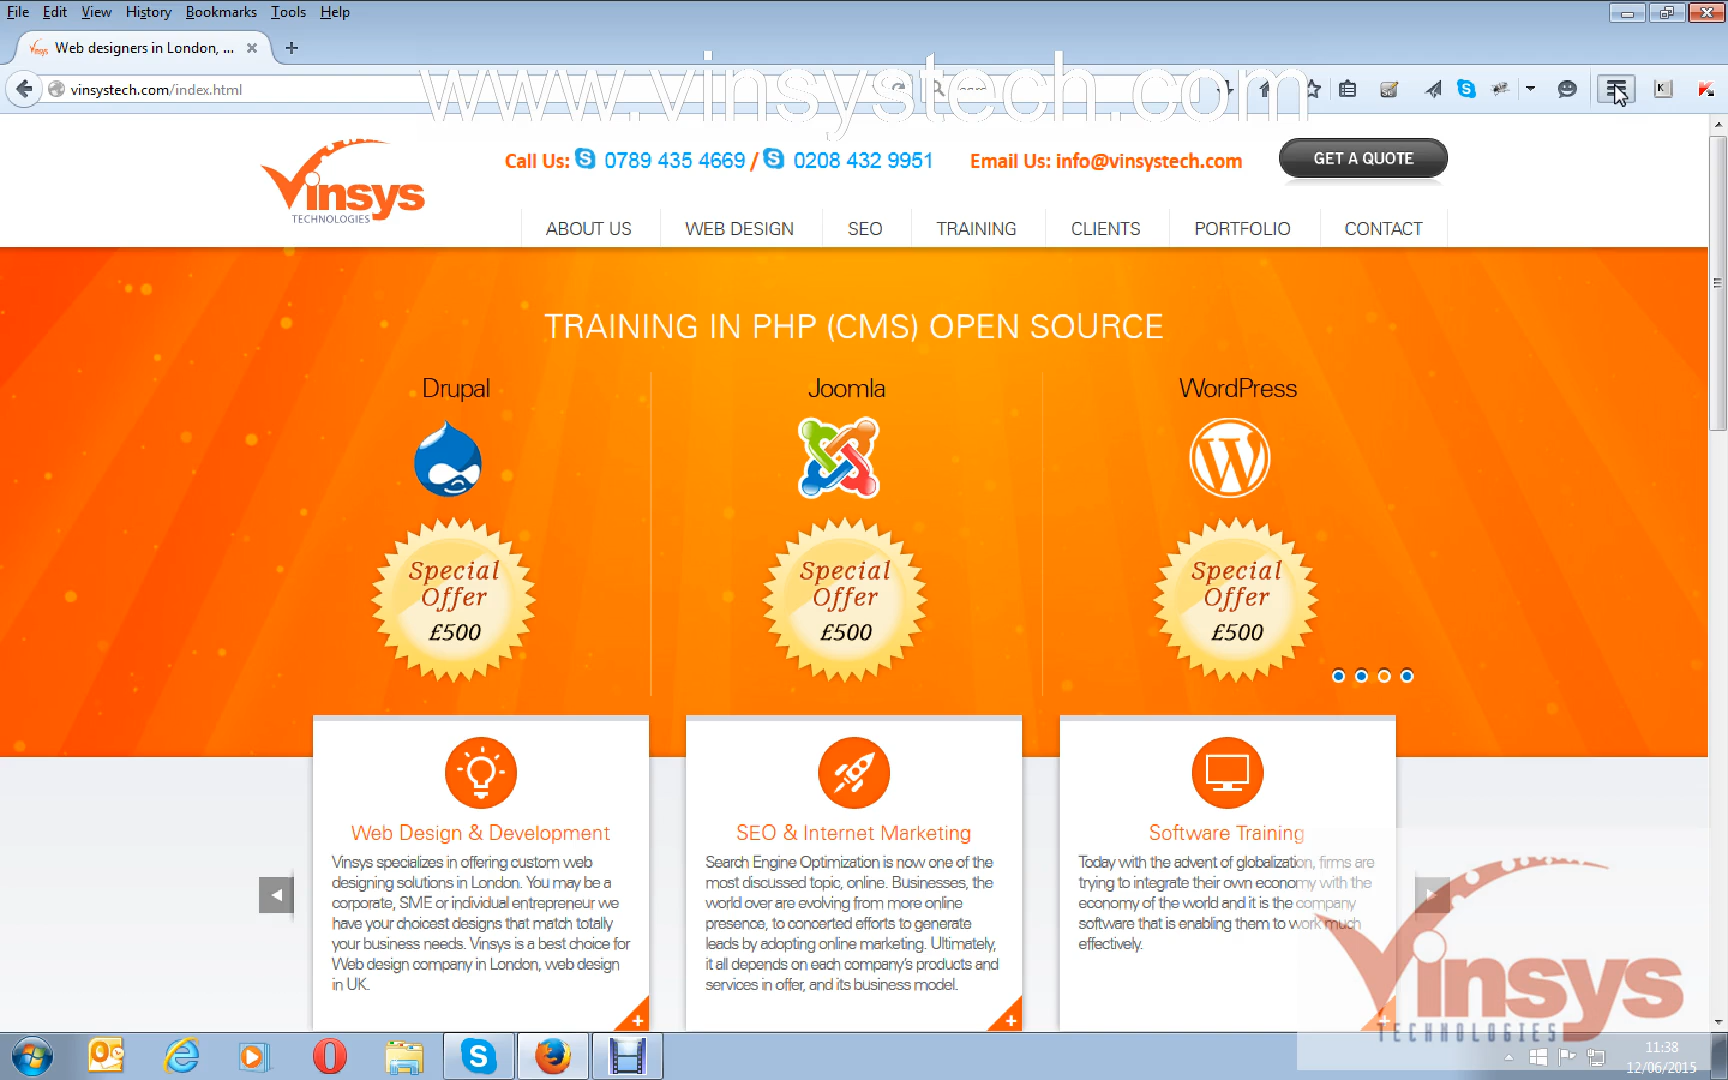 File Edit View History Bookmarks Tools Help
Web designers in London, ...
vinsystech.com/index.html
www.vinsystech.com
Vinsys
TECHNOLOGIES
Call Us: 0789 435 4669 / 0208 432 9951 Email Us: info@vinsystech.com GET A QUOTE
ABOUT US WEB DESIGN SEO TRAINING CLIENTS PORTFOLIO CONTACT
TRAINING IN PHP (CMS) OPEN SOURCE
Drupal Joomla WordPress
Special Offer £500
Special Offer £500
Special Offer £500
Web Design & Development
Vinsys specializes in offering custom web
designing solutions in London. You may be a
corporate, SME or individual entrepreneur we
have your choicest designs that match totally
your business needs. Vinsys is a best choice for
Web design company in London, web design
in UK.
SEO & Internet Marketing
Search Engine Optimization is now one of the
most discussed topic, online. Businesses, the
world over are evolving from more online
presence, to concerted efforts to generate
leads by adopting online marketing. Ultimately,
it all depends on each company's products and
services in offer, and its business model.
Software Training
Today with the advent of globalization, firms are
trying to integrate their own economy with the
economy of the world and it is the company
software that is enabling them to work much
effectively.
Vinsys
TECHNOLOGIES
11:38
12/06/2015